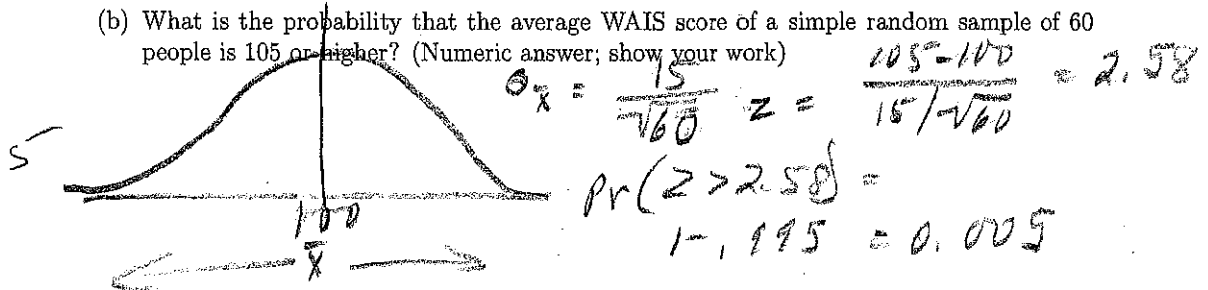 (b) What is the probability that the average WAIS score of a simple random sample of 60
people is 105 or higher? (Numeric answer; show your work)
σx̄ = 15/√60 z = (105-100)/(15/√60) = 2.58
5
Pr(Z>2.58) =
1-.995 = 0.005
100
x̄